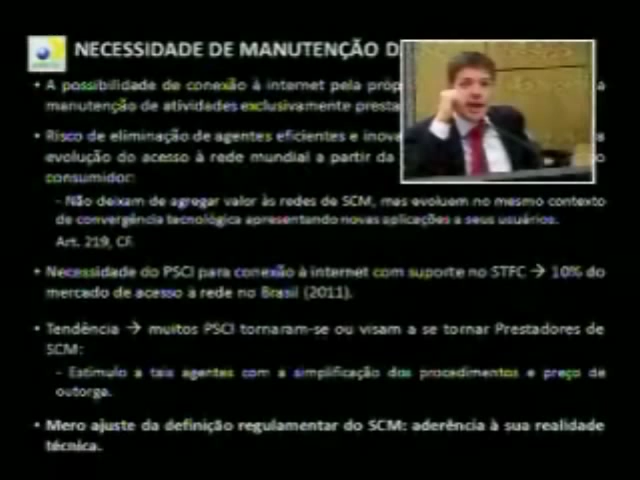 NECESSIDADE DE MANUTENÇÃO D
• A possibilidade de conexão à internet pela próp a
manutenção de atividades exclusivamente presta
• Risco de eliminação de agentes eficientes e inova a
evolução do acesso à rede mundial a partir da o
consumidor:
- Não deixam de agregar valor às redes de SCM, mas evoluem no mesmo contexto
de convergência tecnológica apresentando novas aplicações a seus usuários.
Art. 219, CF.
• Necessidade do PSCI para conexão à internet com suporte no STFC → 10% do
mercado de acesso à rede no Brasil (2011).
• Tendência → muitos PSCI tornaram-se ou visam a se tornar Prestadores de
SCM:
- Estímulo a tais agentes com a simplificação dos procedimentos e preço de
outorga.
• Mero ajuste da definição regulamentar do SCM: aderência à sua realidade
técnica.